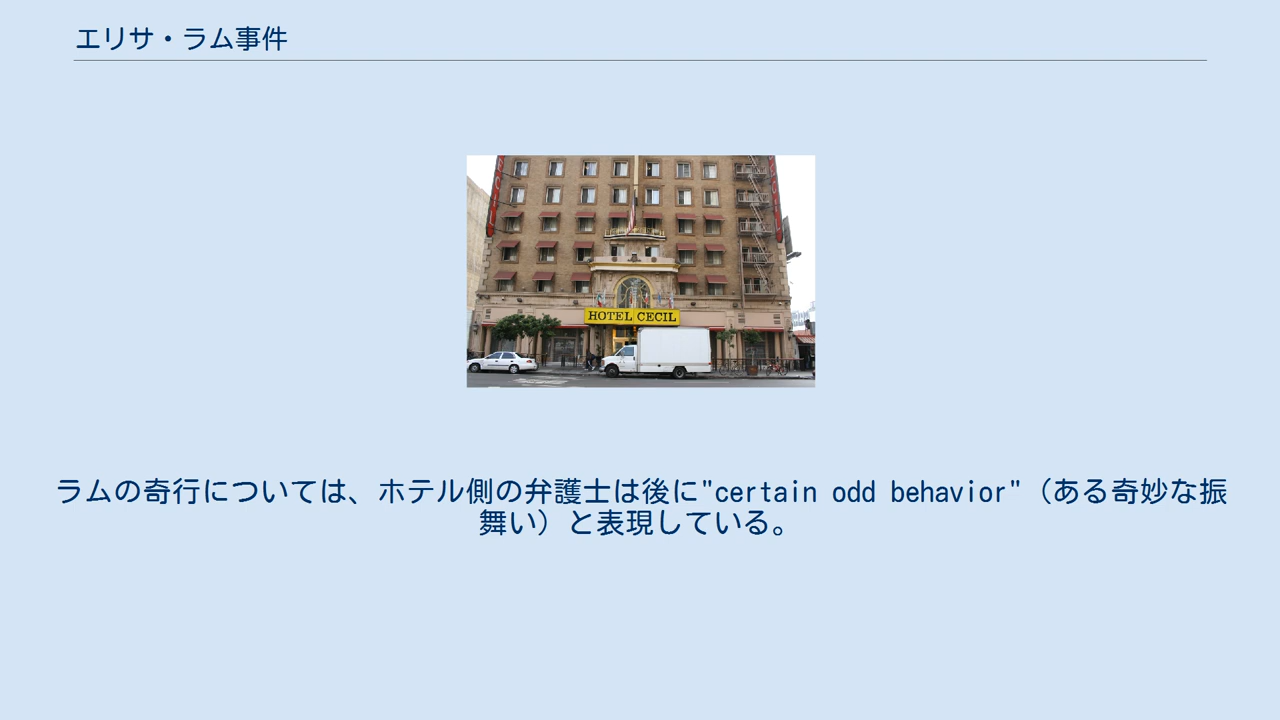 エリサ・ラム事件
HOTEL CECIL
ラムの奇行については、ホテル側の弁護士は後に"certain odd behavior"（ある奇妙な振
舞い）と表現している。